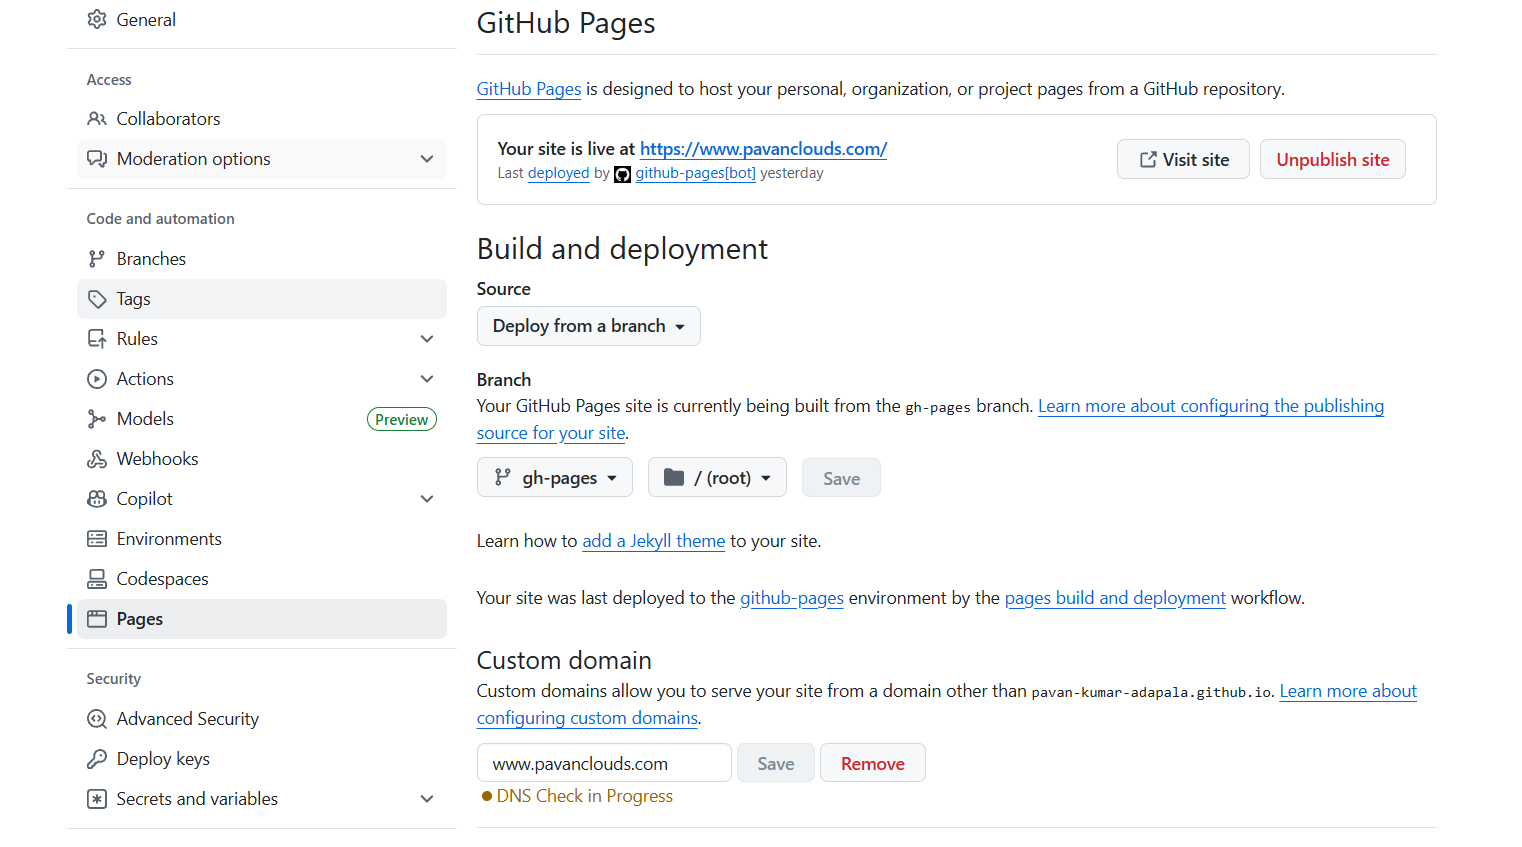 General
Access
Collaborators
Moderation options
Code and automation
Branches
Tags
Rules
Actions
Models Preview
Webhooks
Copilot
Environments
Codespaces
Pages
Security
Advanced Security
Deploy keys
Secrets and variables
GitHub Pages
GitHub Pages is designed to host your personal, organization, or project pages from a GitHub repository.
Your site is live at https://www.pavanclouds.com/
Last deployed by github-pages[bot] yesterday
Visit site
Unpublish site
Build and deployment
Source
Deploy from a branch
Branch
Your GitHub Pages site is currently being built from the gh-pages branch. Learn more about configuring the publishing
source for your site.
gh-pages
/ (root)
Save
Learn how to add a Jekyll theme to your site.
Your site was last deployed to the github-pages environment by the pages build and deployment workflow.
Custom domain
Custom domains allow you to serve your site from a domain other than pavan-kumar-adapala.github.io. Learn more about
configuring custom domains.
www.pavanclouds.com
Save
Remove
DNS Check in Progress